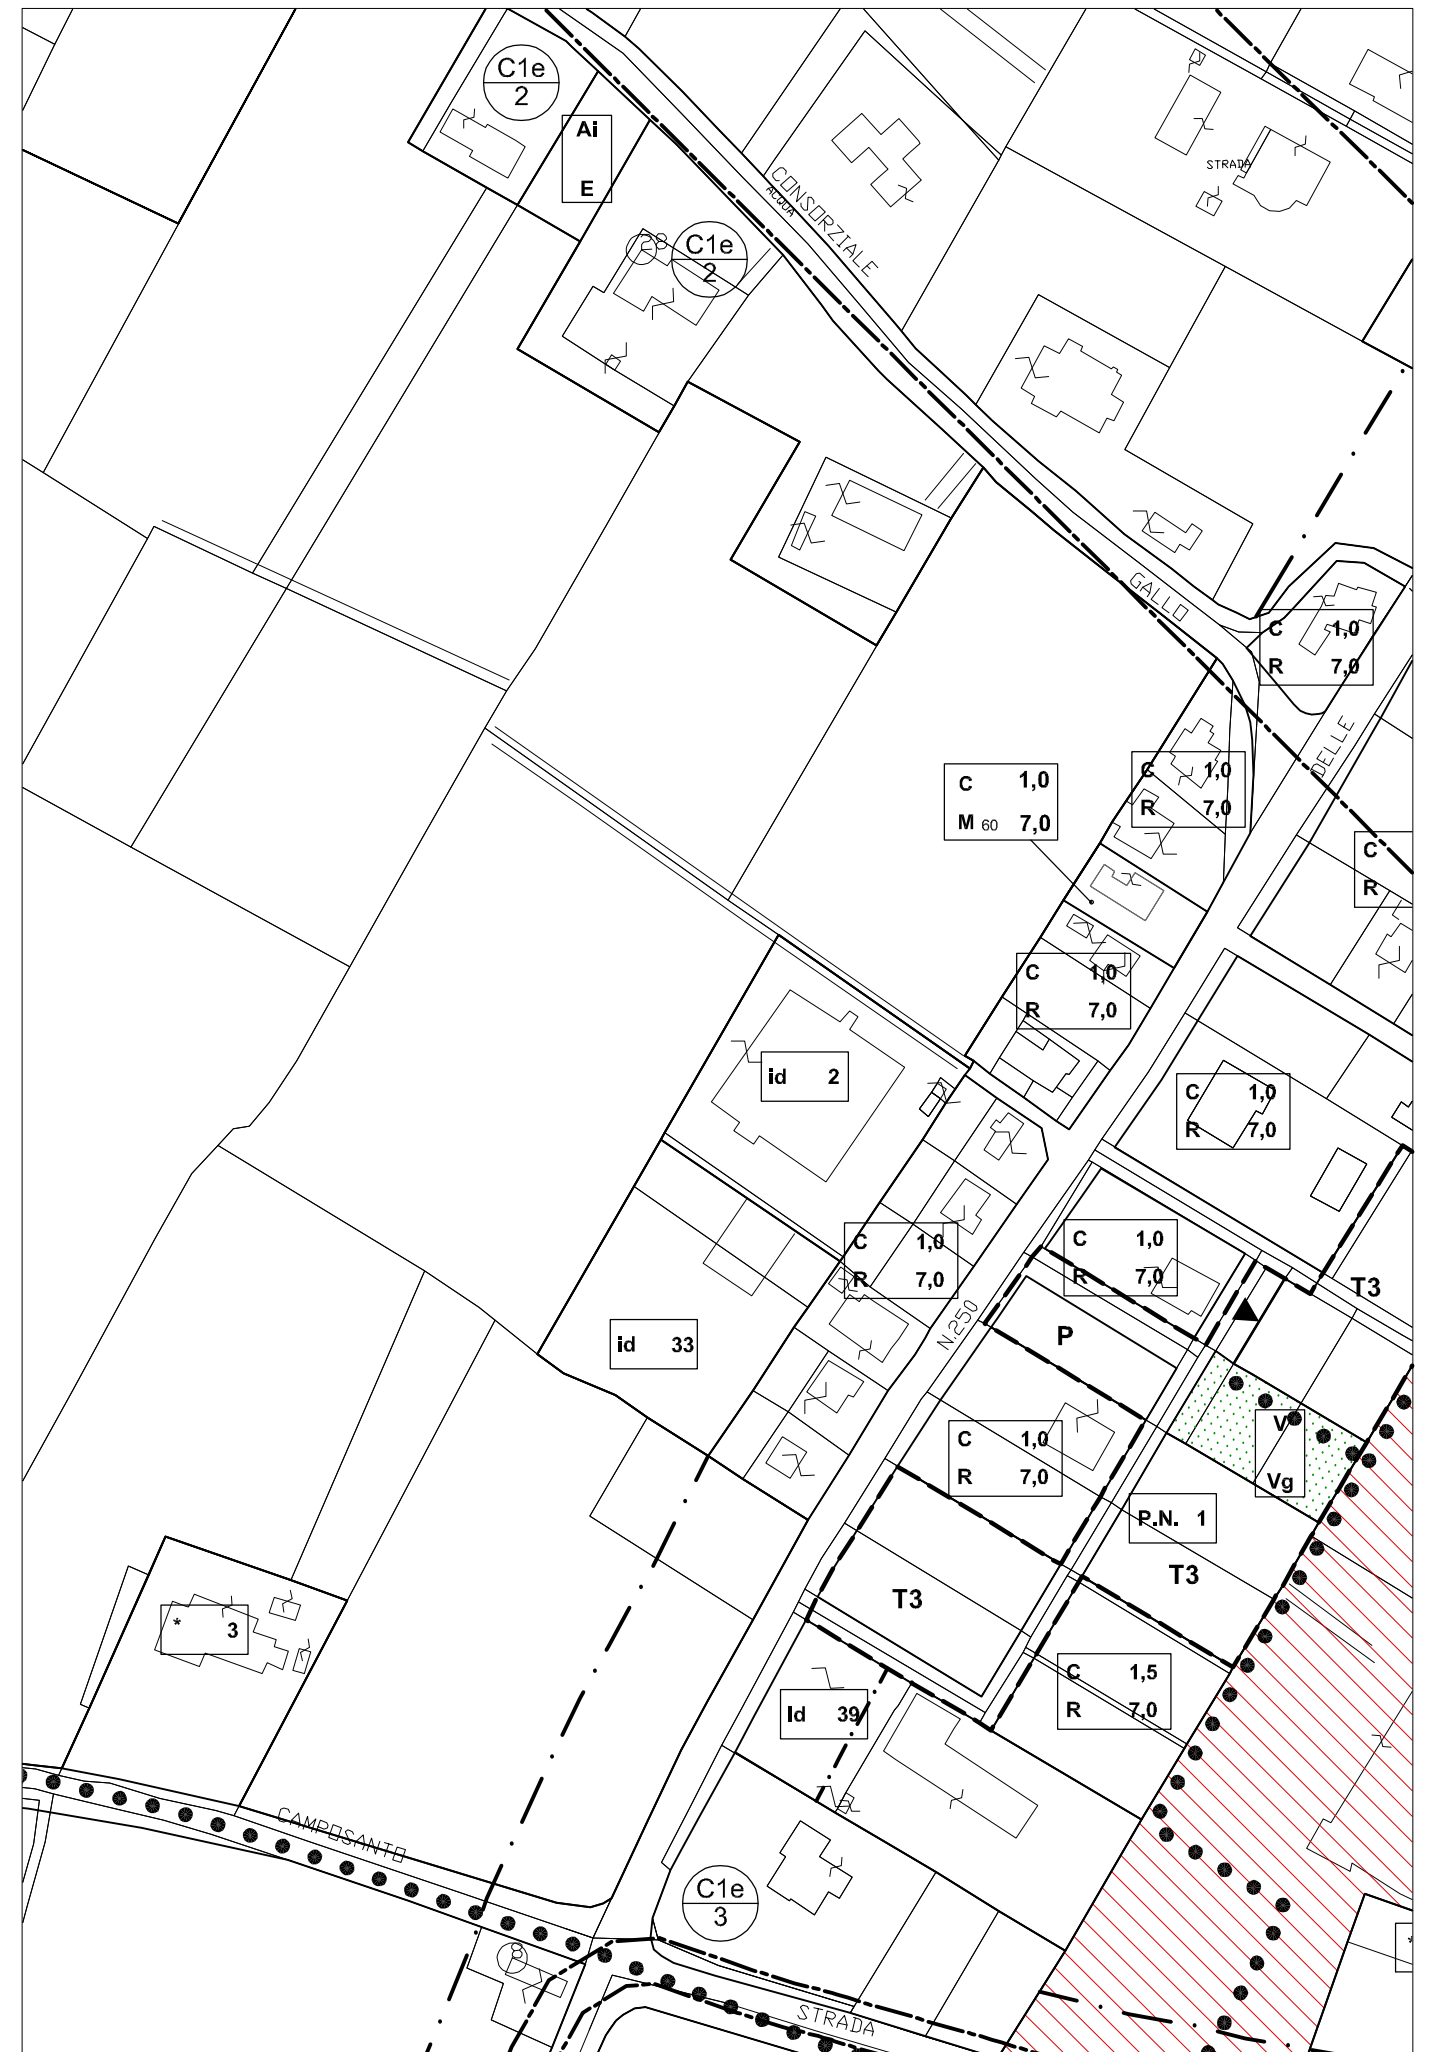 C1e
2
Ai
E
STRADA
CONSORZIALE
ACQUA
28
C1e
2
GALLO
C 1,0
R 7,0
DELLE
C 1,0
M 60 7,0
C 1,0
R 7,0
C
R
C 1,0
R 7,0
id 2
C 1,0
R 7,0
C 1,0
R 7,0
C 1,0
R 7,0
T3
N.250
P
id 33
C 1,0
R 7,0
V
Vg
P.N. 1
T3
T3
* 3
C 1,5
R 7,0
Id 39
CAMPOSANTO
C1e
3
*
8
STRADA